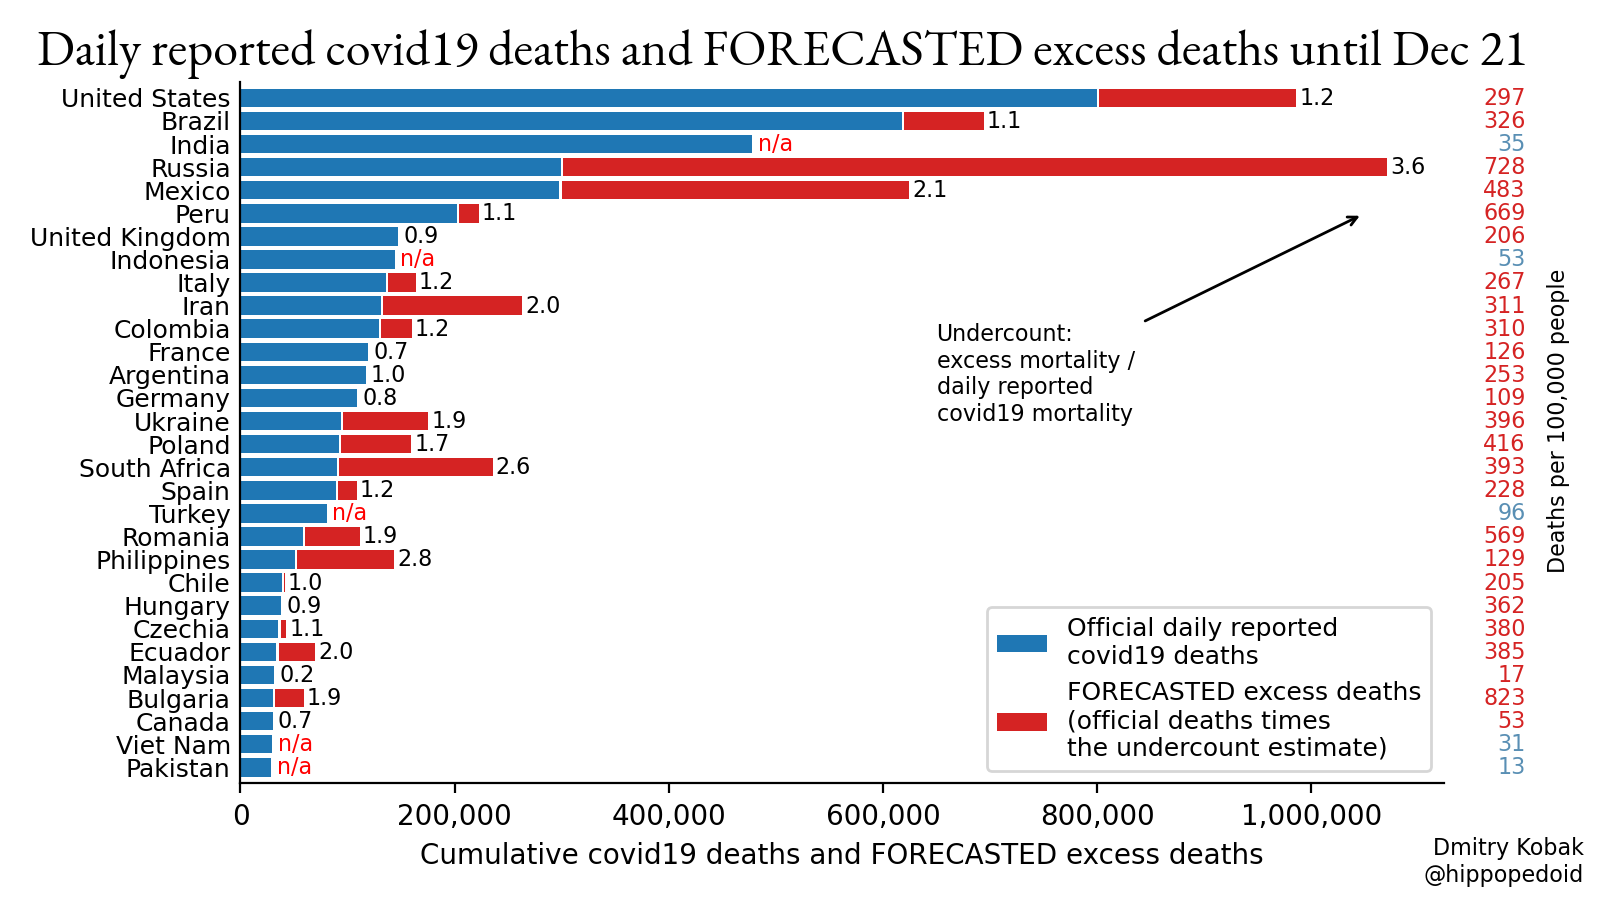 Daily reported covid19 deaths and FORECASTED excess deaths until Dec 21
United States 1.2 297
Brazil 1.1 326
India n/a 35
Russia 3.6 728
Mexico 2.1 483
Peru 1.1 669
United Kingdom 0.9 206
Indonesia n/a 53
Italy 1.2 267
Iran 2.0 311
Colombia 1.2 310
France 0.7 126
Argentina 1.0 253
Germany 0.8 109
Ukraine 1.9 396
Poland 1.7 416
South Africa 2.6 393
Spain 1.2 228
Turkey n/a 96
Romania 1.9 569
Philippines 2.8 129
Chile 1.0 205
Hungary 0.9 362
Czechia 1.1 380
Ecuador 2.0 385
Malaysia 0.2 17
Bulgaria 1.9 823
Canada 0.7 53
Viet Nam n/a 31
Pakistan n/a 13
Undercount:
excess mortality /
daily reported
covid19 mortality
Deaths per 100,000 people
Official daily reported
covid19 deaths
FORECASTED excess deaths
(official deaths times
the undercount estimate)
0 200,000 400,000 600,000 800,000 1,000,000
Cumulative covid19 deaths and FORECASTED excess deaths
Dmitry Kobak
@hippopedoid